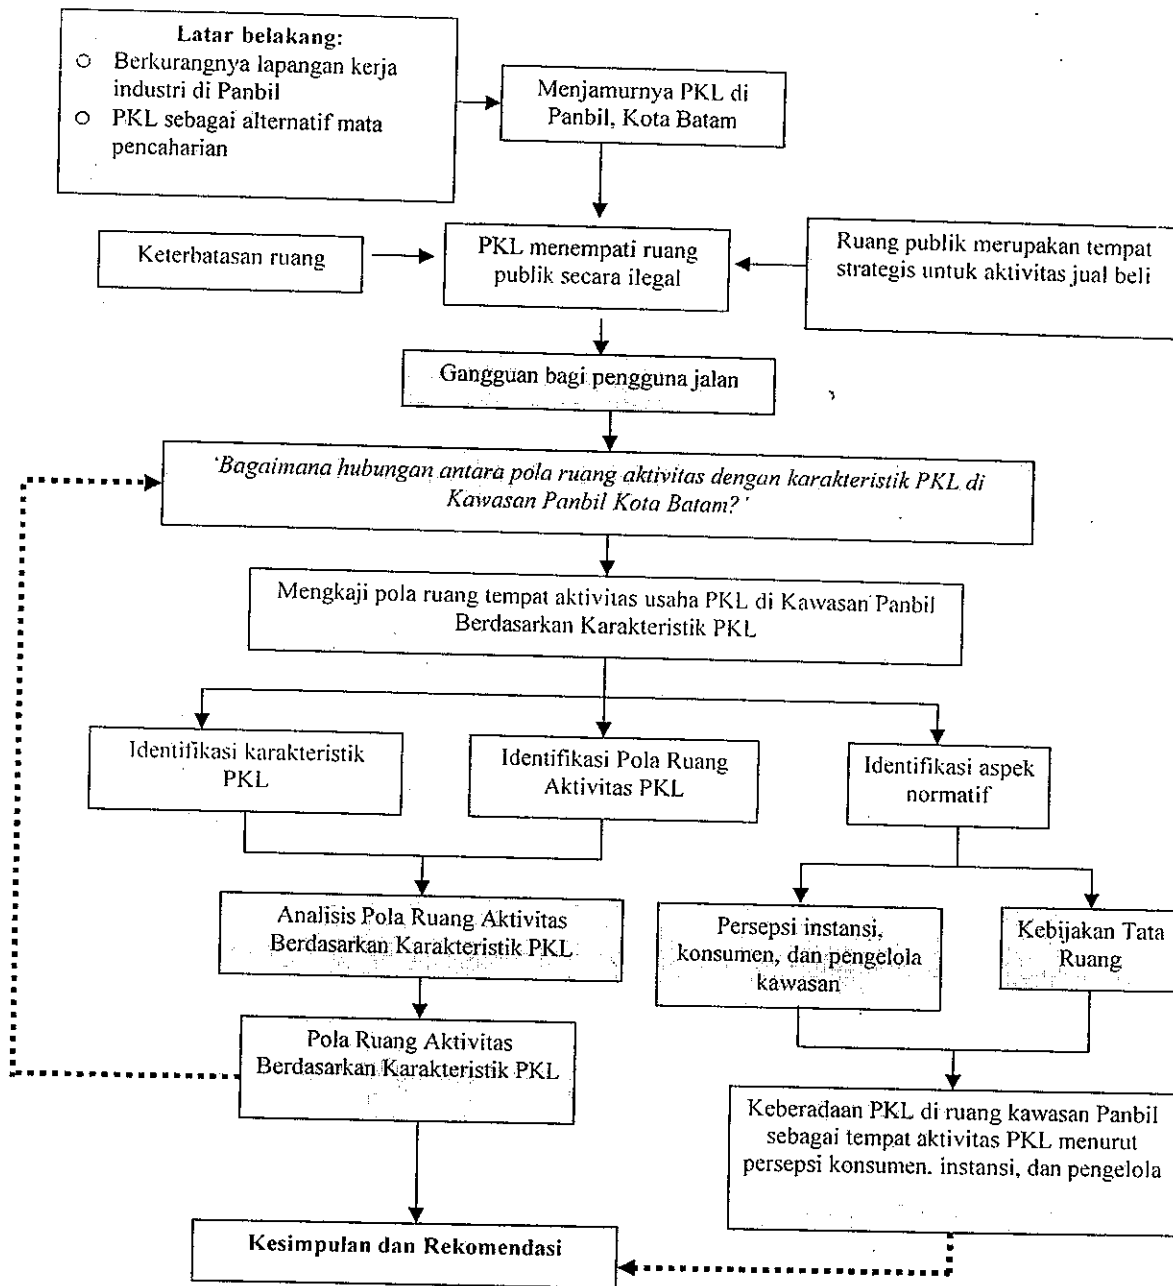 Latar belakang:
○ Berkurangnya lapangan kerja
industri di Panbil
○ PKL sebagai alternatif mata
pencaharian
Menjamurnya PKL di
Panbil, Kota Batam
Keterbatasan ruang
PKL menempati ruang
publik secara ilegal
Ruang publik merupakan tempat
strategis untuk aktivitas jual beli
Gangguan bagi pengguna jalan
'Bagaimana hubungan antara pola ruang aktivitas dengan karakteristik PKL di
Kawasan Panbil Kota Batam?'
Mengkaji pola ruang tempat aktivitas usaha PKL di Kawasan Panbil
Berdasarkan Karakteristik PKL
Identifikasi karakteristik
PKL
Identifikasi Pola Ruang
Aktivitas PKL
Identifikasi aspek
normatif
Analisis Pola Ruang Aktivitas
Berdasarkan Karakteristik PKL
Persepsi instansi,
konsumen, dan pengelola
kawasan
Kebijakan Tata
Ruang
Pola Ruang Aktivitas
Berdasarkan Karakteristik PKL
Keberadaan PKL di ruang kawasan Panbil
sebagai tempat aktivitas PKL menurut
persepsi konsumen. instansi, dan pengelola
Kesimpulan dan Rekomendasi